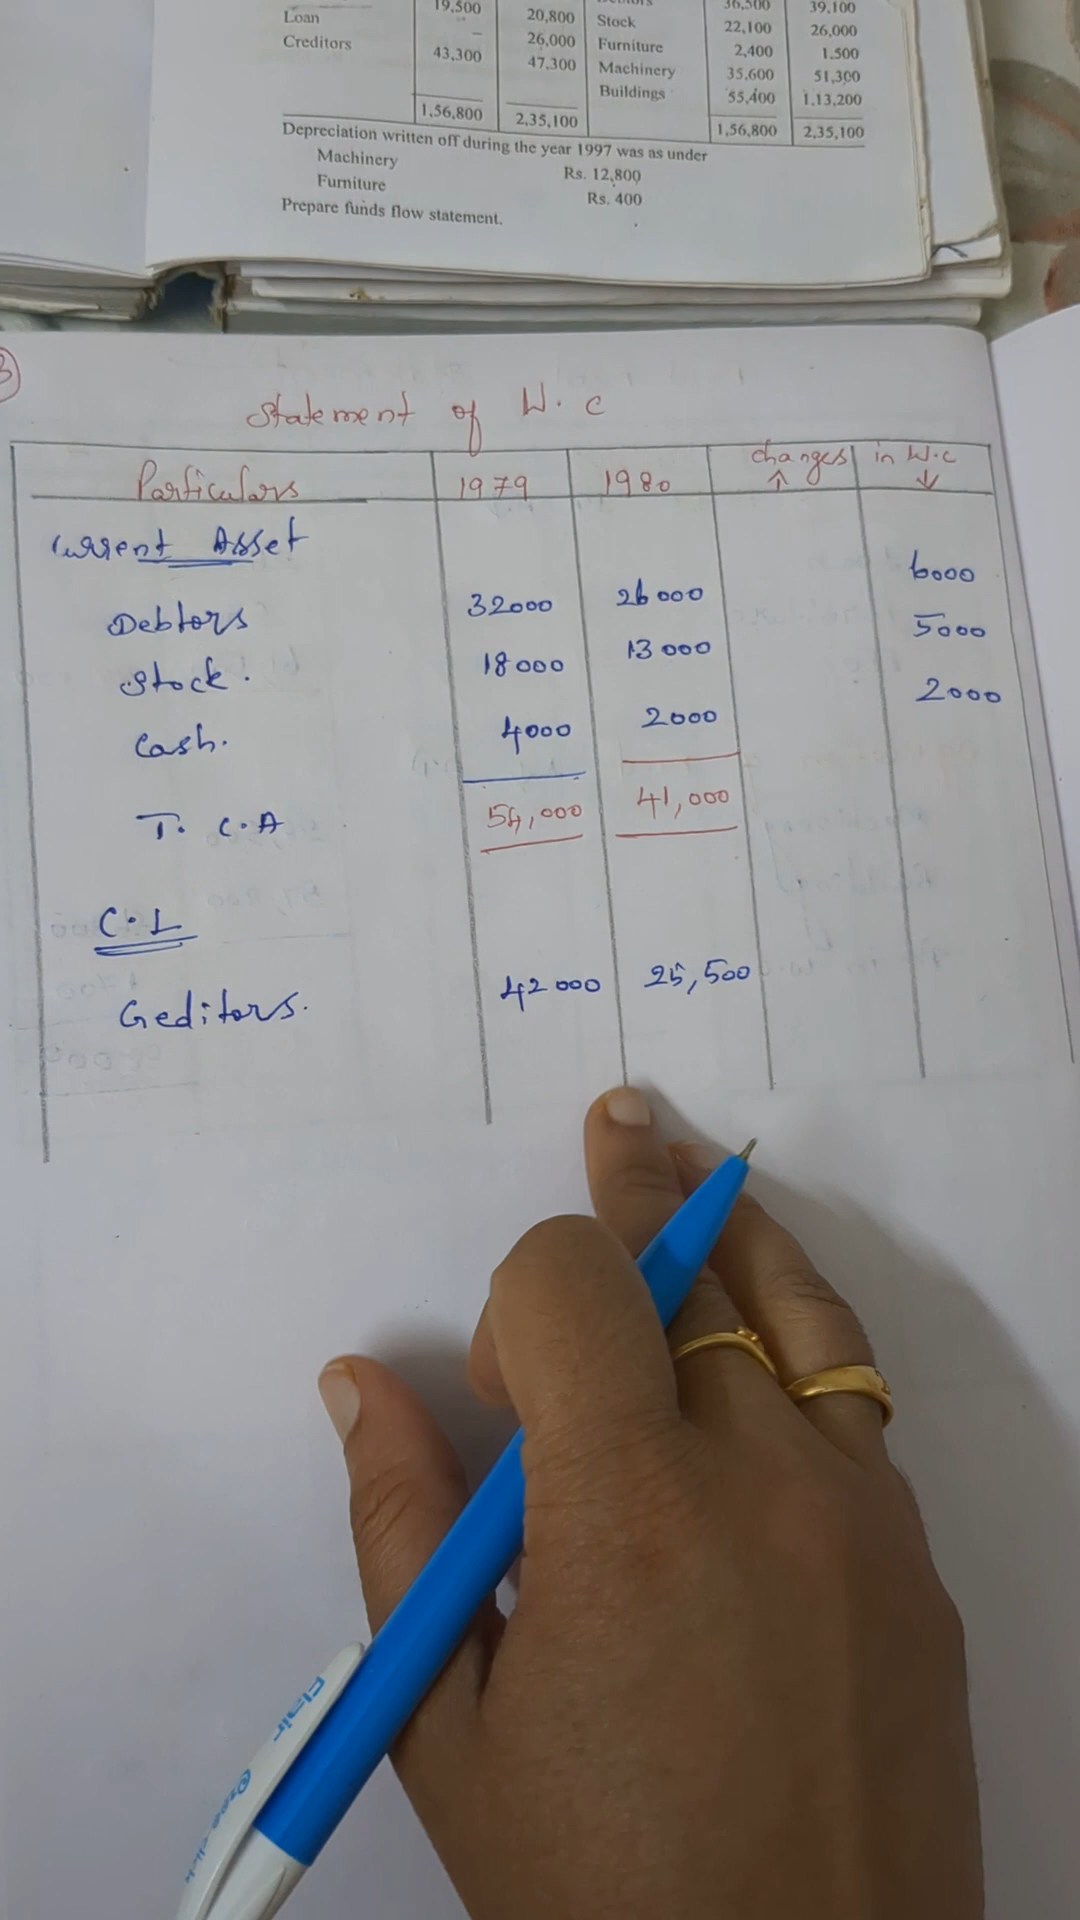 19,500 20,800 Stock 36,500 39,100
Loan – 26,000 Furniture 22,100 26,000
Creditors 43,300 47,300 Machinery 2,400 1.500
Buildings 35,600 51,300
55,400 1,13,200
1,56,800 2,35,100 1,56,800 2,35,100
Depreciation written off during the year 1997 was as under
Machinery Rs. 12,800
Furniture Rs. 400
Prepare funds flow statement.
Statement of W.C
Particulars 1979 1980 changes in W.C
↑ ↓
Current Asset
Debtors 32000 26000 6000
Stock. 18000 13000 5000
Cash. 4000 2000 2000
T. C.A 54,000 41,000
C.L
Creditors. 42000 25,500
Flair